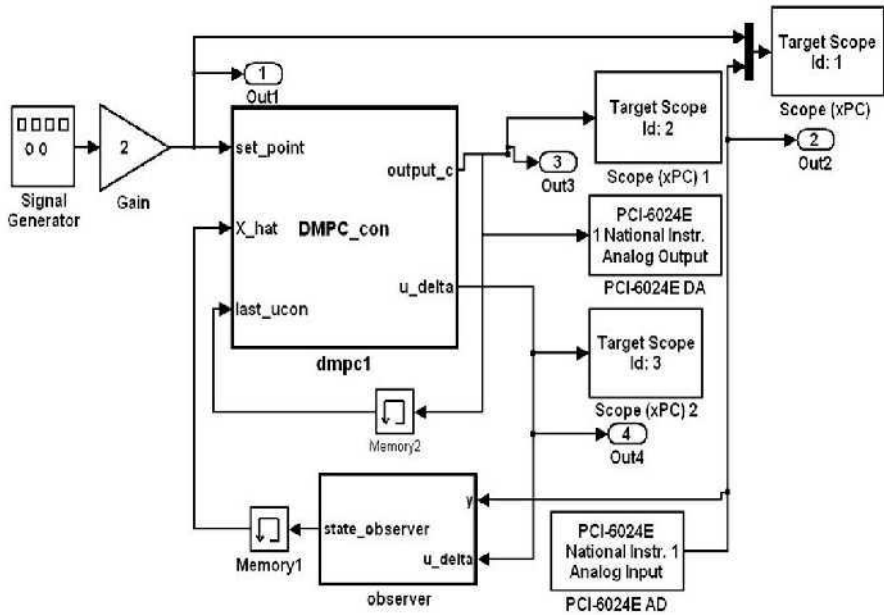 Target Scope
Id: 1
Scope (xPC)
1
Out1
Target Scope
Id: 2
Scope (xPC) 1
2
Out2
0 0
Signal
Generator
2
Gain
set_point
output_c
3
Out3
X_hat
DMPC_con
PCI-6024E
1 National Instr.
Analog Output
PCI-6024E DA
u_delta
last_ucon
dmpc1
Target Scope
Id: 3
Scope (xPC) 2
Memory2
4
Out4
Memory1
state_observer
y
u_delta
observer
PCI-6024E
National Instr. 1
Analog Input
PCI-6024E AD